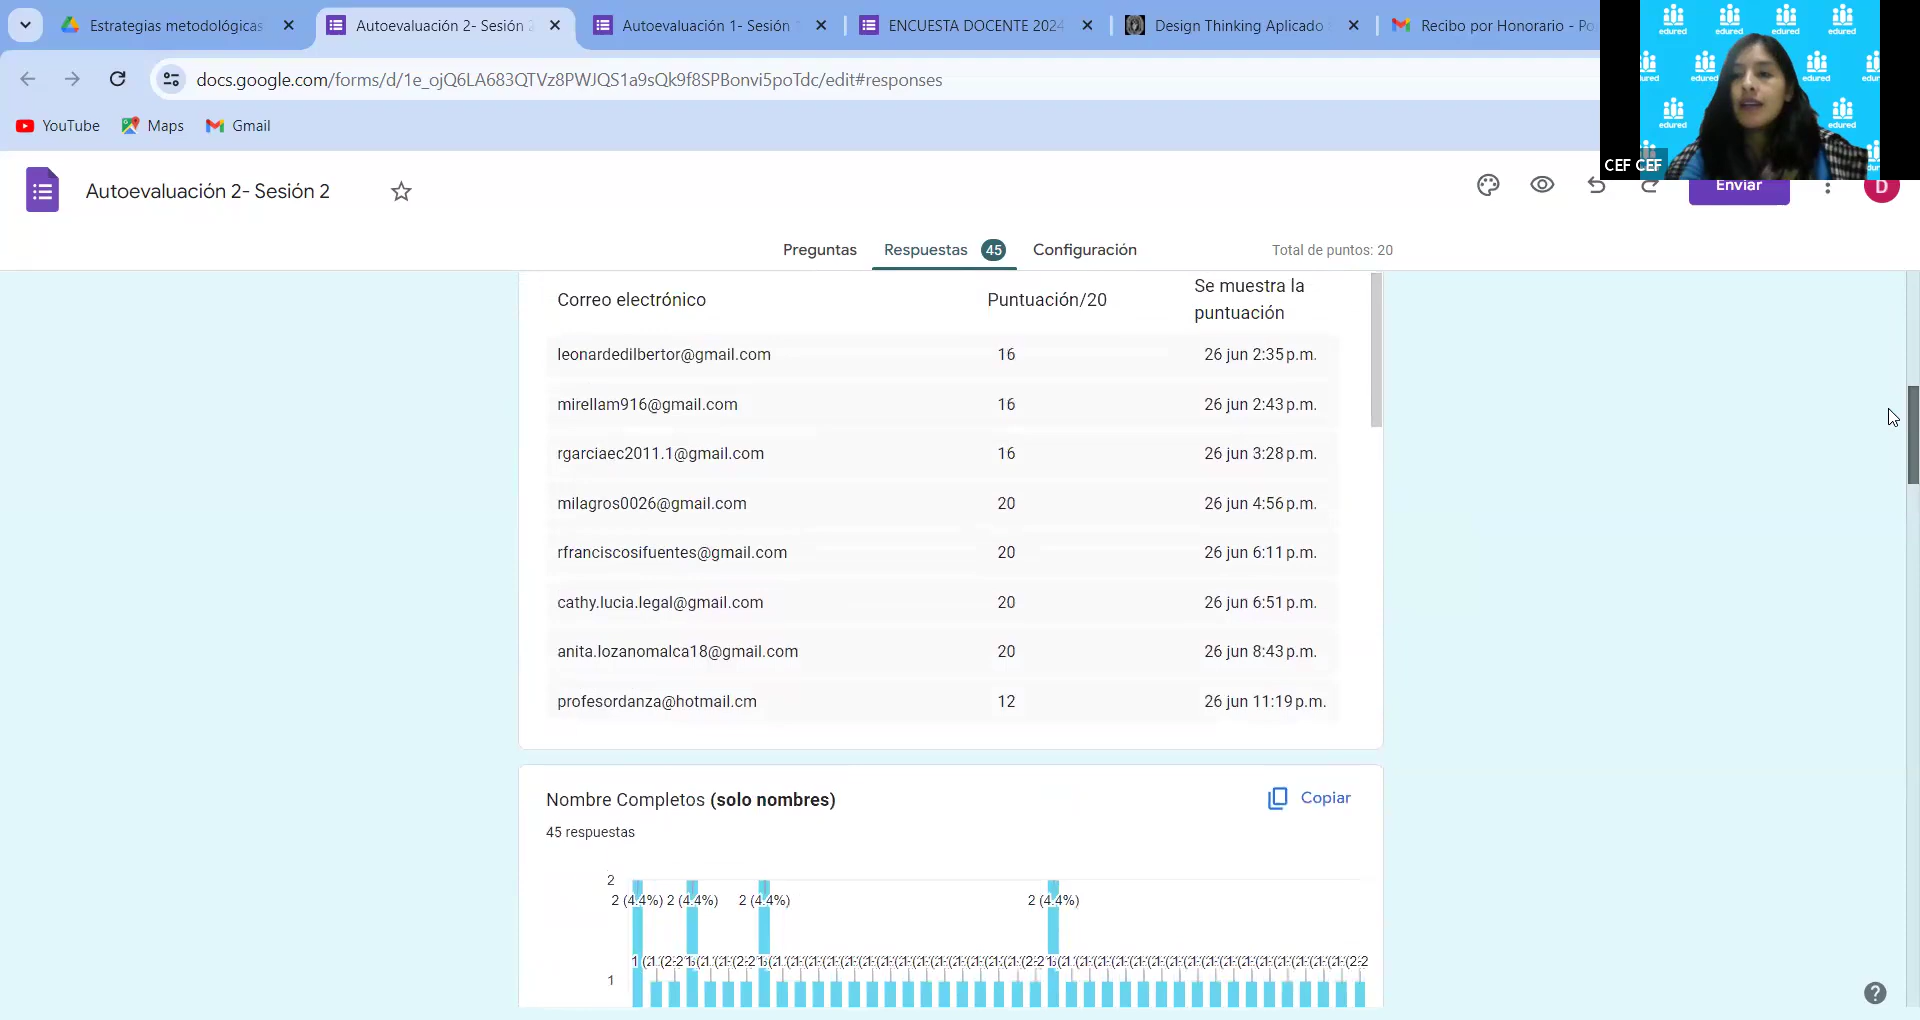 Estrategias metodológicas
Autoevaluación 2- Sesión 2
Autoevaluación 1- Sesión
ENCUESTA DOCENTE 2024
Design Thinking Aplicado
Recibo por Honorario - Po
docs.google.com/forms/d/1e_ojQ6LA683QTVz8PWJQS1a9sQk9f8SPBonvi5poTdc/edit#responses
YouTube
Maps
Gmail
edured edured edured edured
edured edured
CEF CEF
Autoevaluación 2- Sesión 2
Enviar
D
Preguntas
Respuestas 45
Configuración
Total de puntos: 20
Correo electrónico
Puntuación/20
Se muestra la
puntuación
leonardedilbertor@gmail.com 16 26 jun 2:35 p.m.
mirellam916@gmail.com 16 26 jun 2:43 p.m.
rgarciaec2011.1@gmail.com 16 26 jun 3:28 p.m.
milagros0026@gmail.com 20 26 jun 4:56 p.m.
rfranciscosifuentes@gmail.com 20 26 jun 6:11 p.m.
cathy.lucia.legal@gmail.com 20 26 jun 6:51 p.m.
anita.lozanomalca18@gmail.com 20 26 jun 8:43 p.m.
profesordanza@hotmail.cm 12 26 jun 11:19 p.m.
Nombre Completos (solo nombres)
Copiar
45 respuestas
2
2 (4.4%) 2 (4.4%) 2 (4.4%) 2 (4.4%)
1